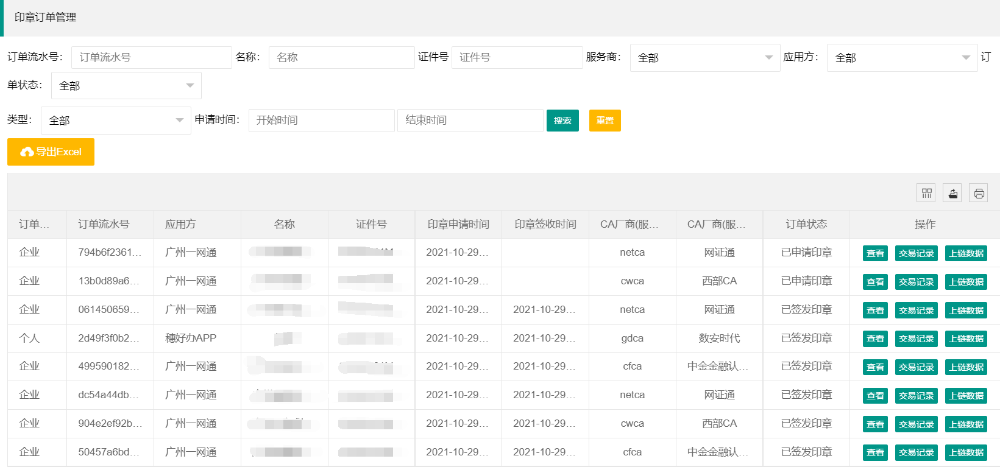 印章订单管理
订单流水号： 订单流水号 名称： 名称 证件号 证件号 服务商： 全部 应用方： 全部 订
单状态： 全部
类型： 全部 申请时间： 开始时间 结束时间 搜索 重置
导出Excel
订单... 订单流水号 应用方 名称 证件号 印章申请时间 印章签收时间 CA厂商(服... CA厂商(服... 订单状态 操作
企业 794b6f2361... 广州一网通 2021-10-29... netca 网证通 已申请印章 查看 交易记录 上链数据
企业 13b0d89a6... 广州一网通 2021-10-29... cwca 西部CA 已申请印章 查看 交易记录 上链数据
企业 061450659... 广州一网通 2021-10-29... 2021-10-29... netca 网证通 已签发印章 查看 交易记录 上链数据
个人 2d49f3f0b2... 穗好办APP 2021-10-29... 2021-10-29... gdca 数安时代 已签发印章 查看 交易记录 上链数据
企业 499590182... 广州一网通 2021-10-29... 2021-10-29... cfca 中金金融认... 已签发印章 查看 交易记录 上链数据
企业 dc54a44db... 广州一网通 2021-10-29... 2021-10-29... netca 网证通 已签发印章 查看 交易记录 上链数据
企业 904e2ef92b... 广州一网通 2021-10-29... 2021-10-29... cwca 西部CA 已签发印章 查看 交易记录 上链数据
企业 50457a6bd... 广州一网通 2021-10-29... 2021-10-29... cfca 中金金融认... 已签发印章 查看 交易记录 上链数据